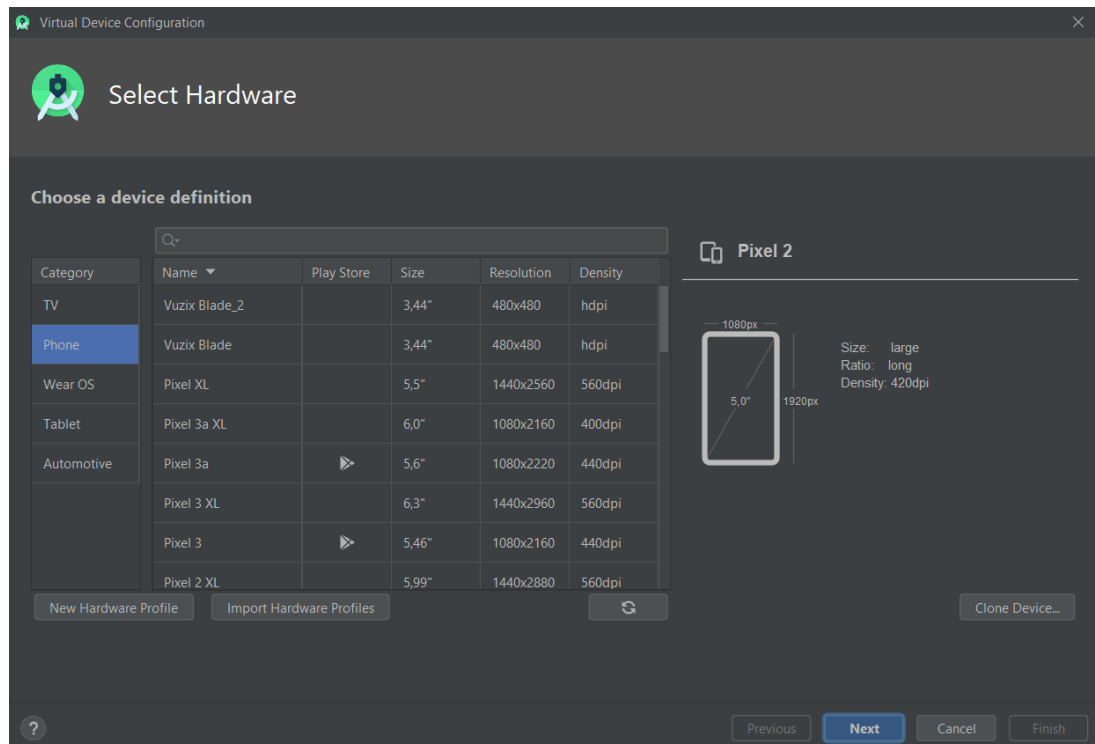 Virtual Device Configuration
Select Hardware
Choose a device definition
Category
TV
Phone
Wear OS
Tablet
Automotive
Name Play Store Size Resolution Density
Vuzix Blade_2 3,44" 480x480 hdpi
Vuzix Blade 3,44" 480x480 hdpi
Pixel XL 5,5" 1440x2560 560dpi
Pixel 3a XL 6,0" 1080x2160 400dpi
Pixel 3a 5,6" 1080x2220 440dpi
Pixel 3 XL 6,3" 1440x2960 560dpi
Pixel 3 5,46" 1080x2160 440dpi
Pixel 2 XL 5,99" 1440x2880 560dpi
Pixel 2
1080px
5,0"
1920px
Size: large
Ratio: long
Density: 420dpi
New Hardware Profile Import Hardware Profiles Clone Device...
? Previous Next Cancel Finish